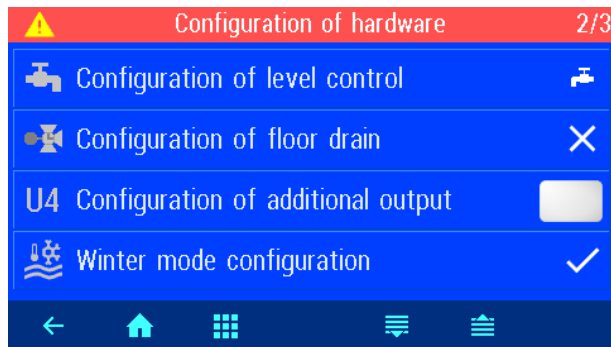 Configuration of hardware 2/3
Configuration of level control
Configuration of floor drain
U4 Configuration of additional output
Winter mode configuration